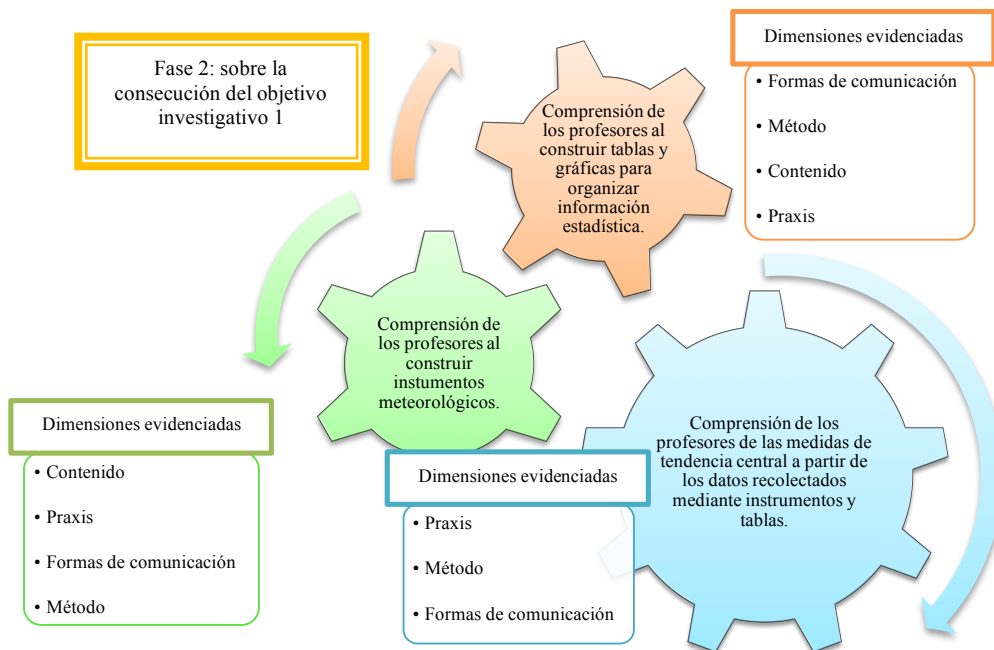 Fase 2: sobre la
consecución del objetivo
investigativo 1
Dimensiones evidenciadas
• Formas de comunicación
• Método
• Contenido
• Praxis
Comprensión de
los profesores al
construir tablas y
gráficas para
organizar
información
estadística.
Comprensión de
los profesores al
construir
instumentos
meteorológicos.
Dimensiones evidenciadas
• Contenido
• Praxis
• Formas de comunicación
• Método
Dimensiones evidenciadas
• Praxis
• Método
• Formas de comunicación
Comprensión de los
profesores de las medidas de
tendencia central a partir de
los datos recolectados
mediante instrumentos y
tablas.